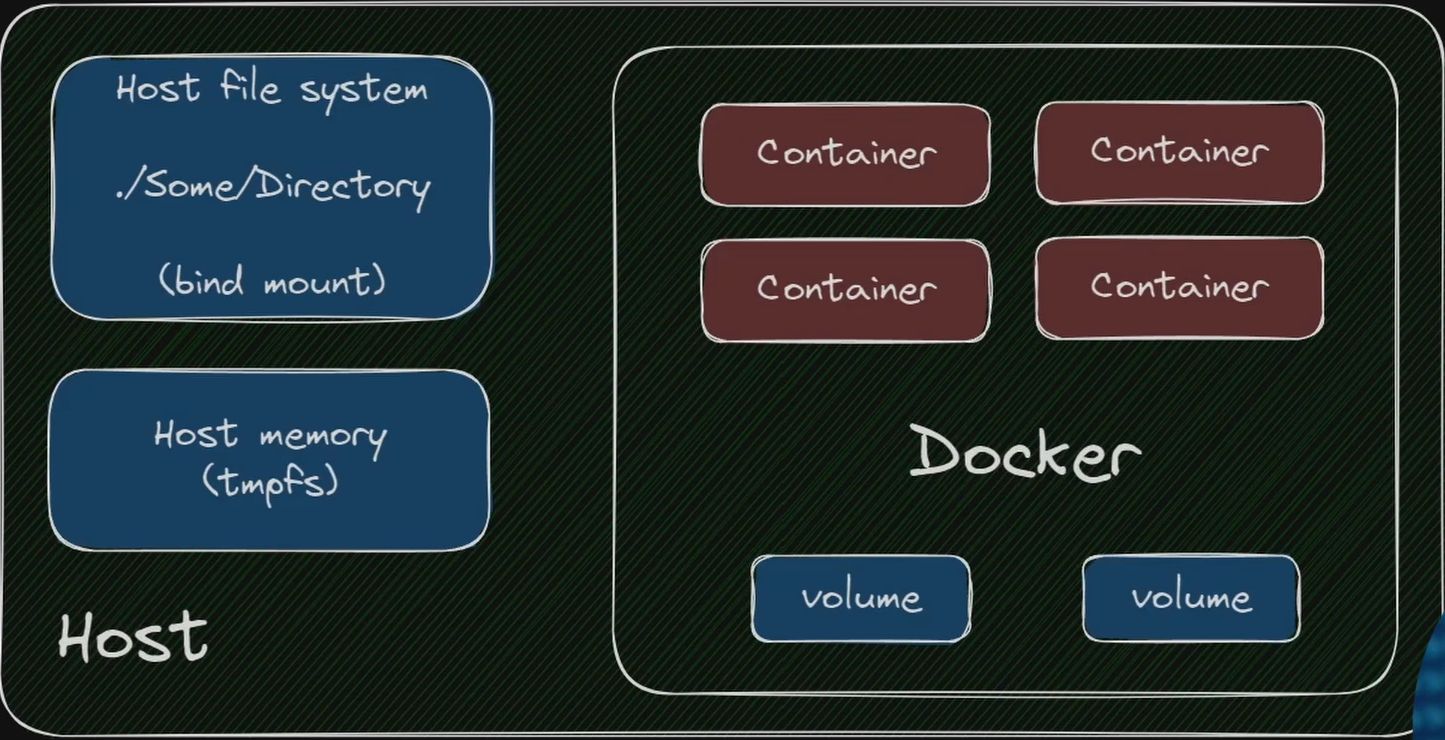 Host file system
./Some/Directory
(bind mount)
Host memory
(tmpfs)
Host
Container
Container
Container
Container
Docker
volume
volume